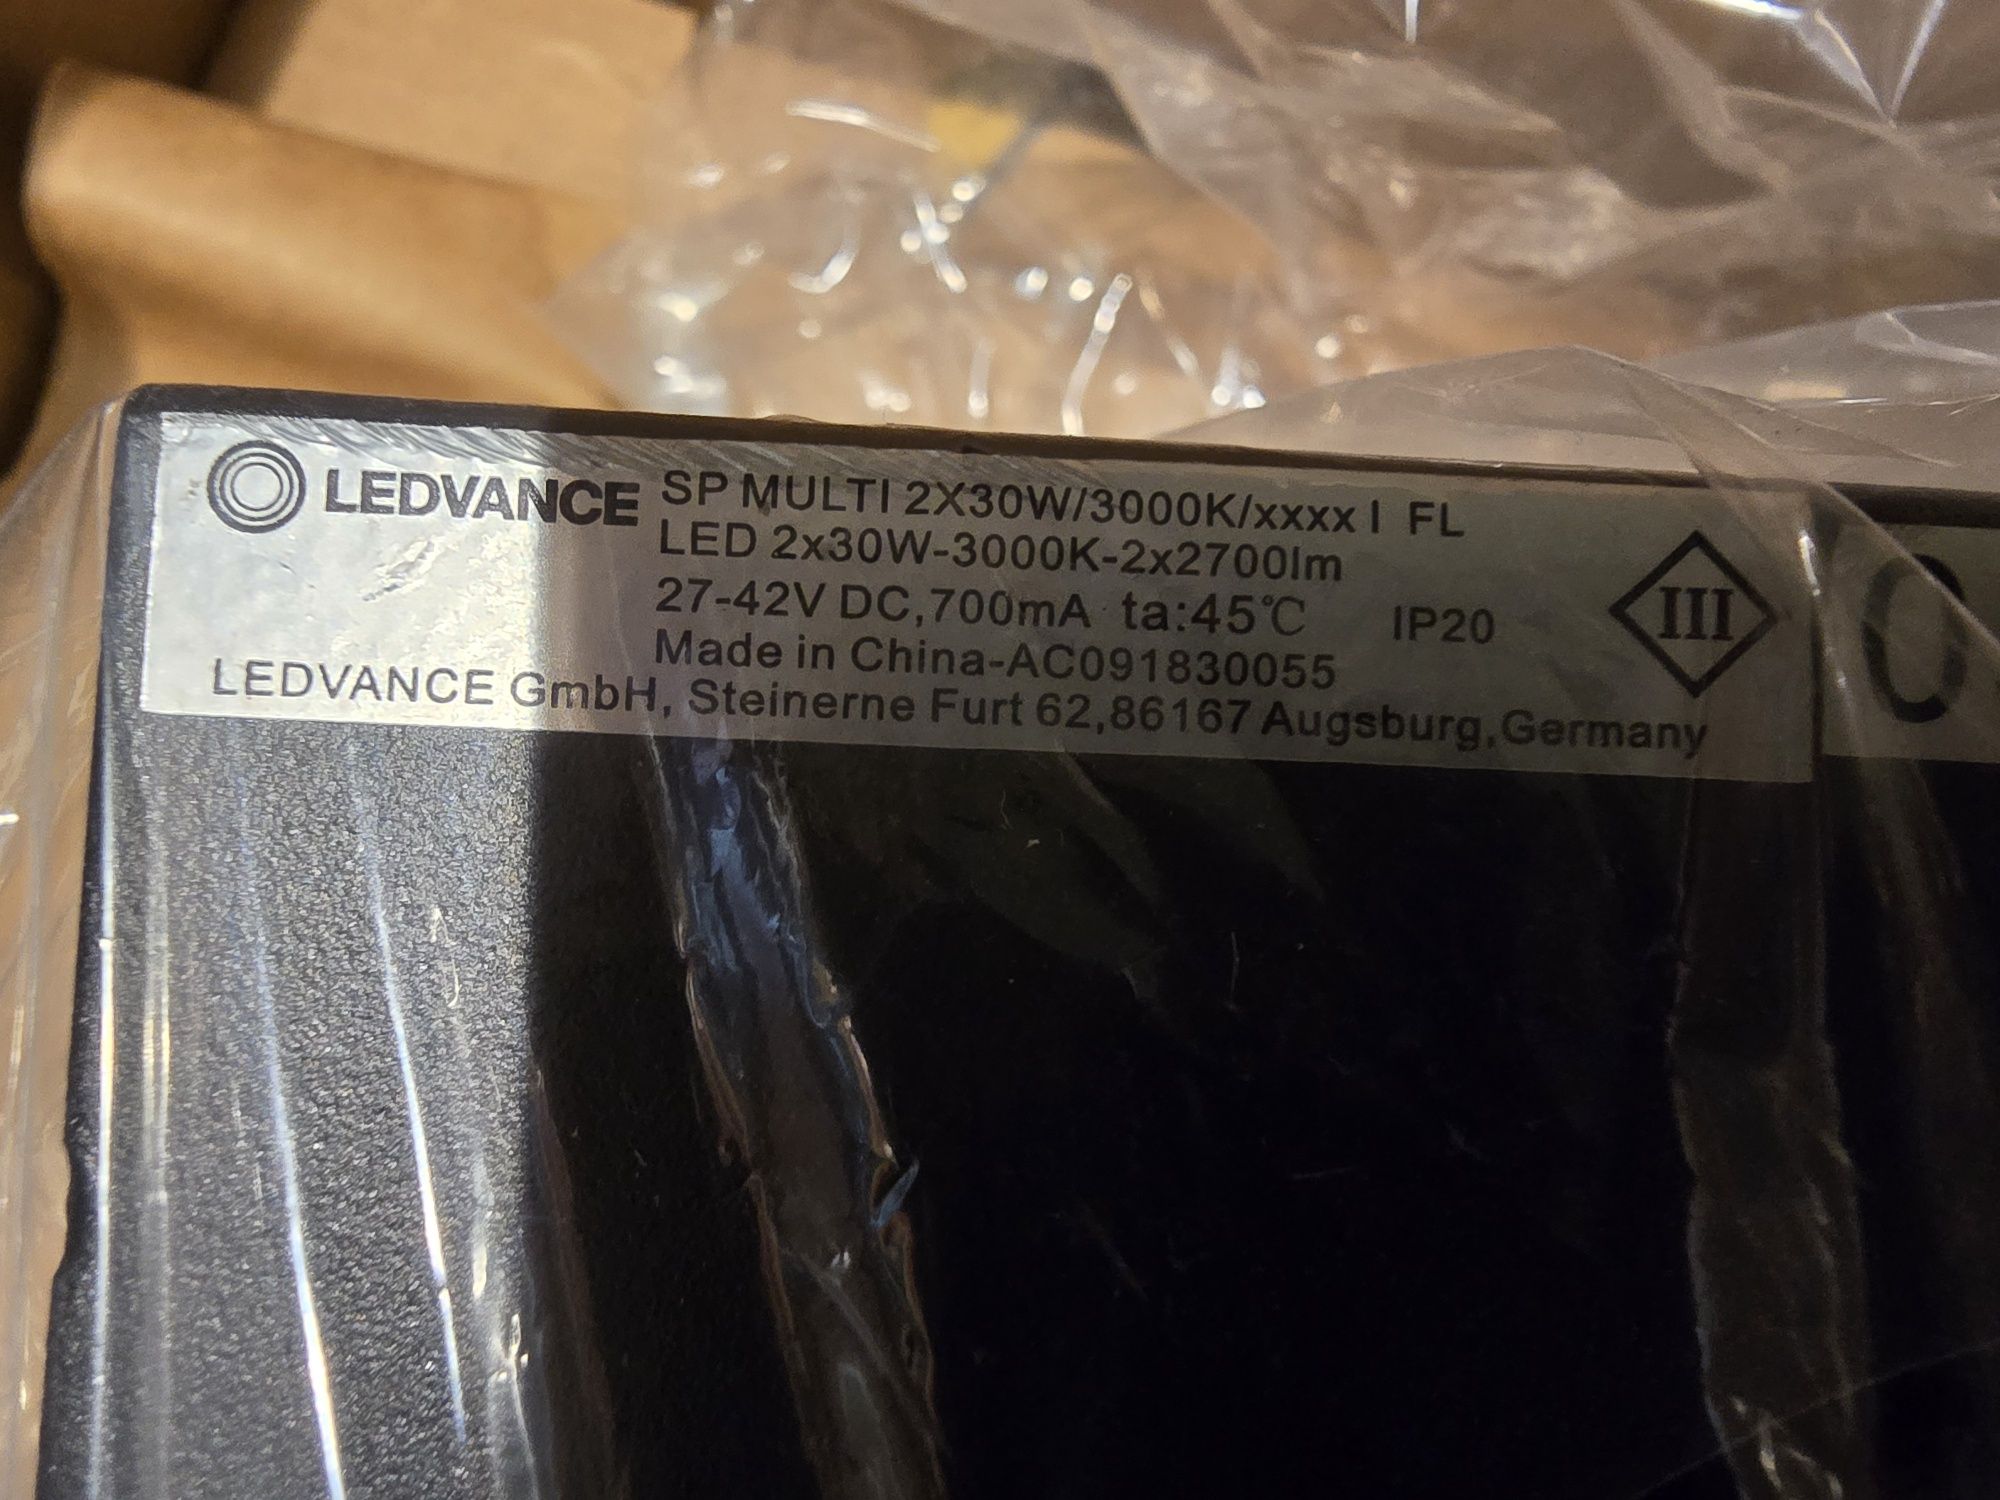 LEDVANCE SP MULTI 2X30W/3000K/xxxx I FL
LED 2x30W-3000K-2x2700lm
27-42V DC,700mA ta:45℃ IP20
III
Made in China-AC091830055
LEDVANCE GmbH, Steinerne Furt 62,86167 Augsburg,Germany